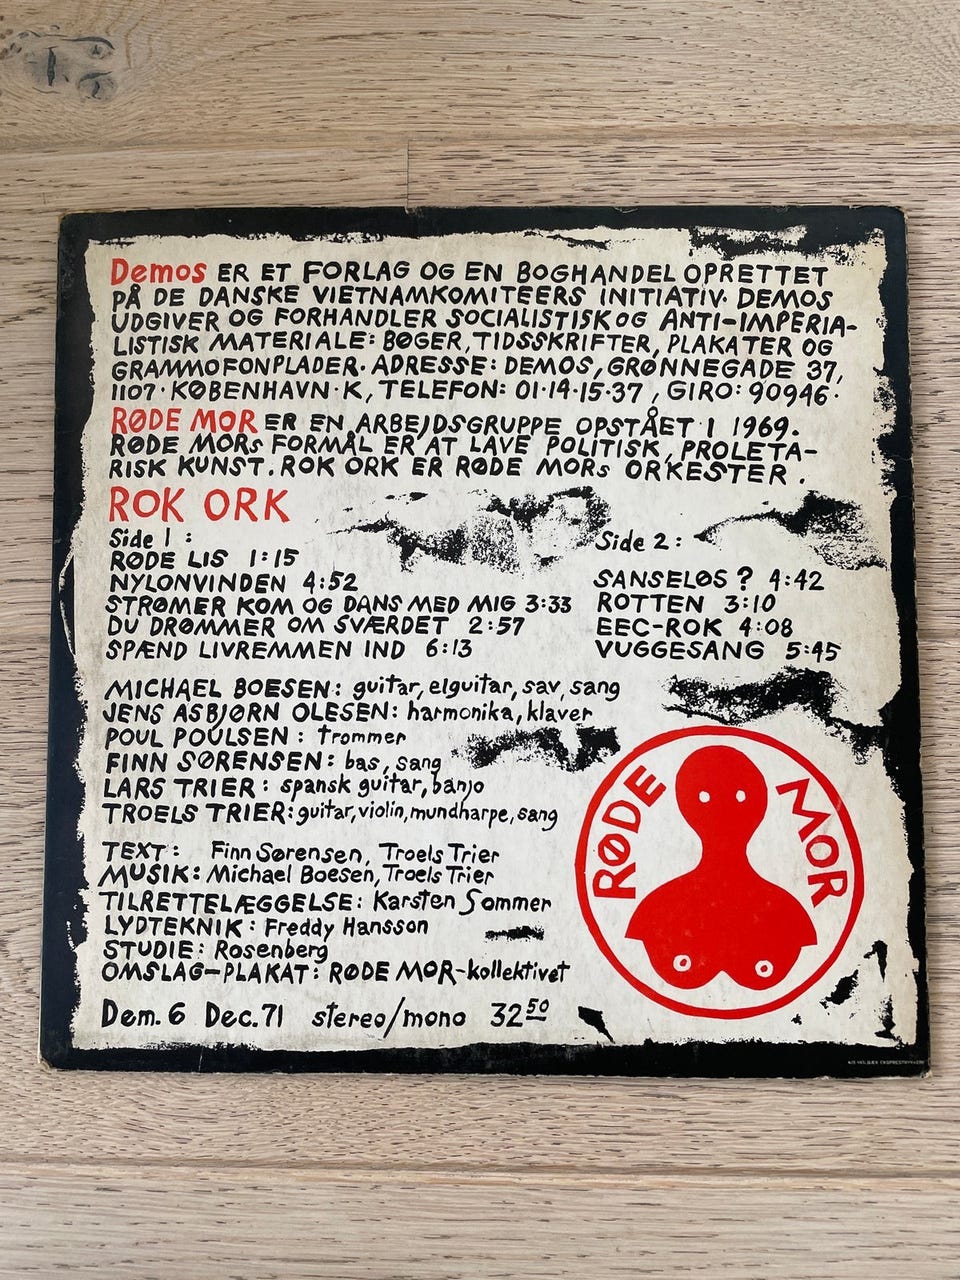 Demos ER ET FORLAG OG EN BOGHANDEL OPRETTET
PÅ DE DANSKE VIETNAMKOMITEERS INITIATIV. DEMOS
UDGIVER OG FORHANDLER SOCIALISTISK OG ANTI-IMPERIA-
LISTISK MATERIALE: BØGER, TIDSSKRIFTER, PLAKATER OG
GRAMMOFONPLADER. ADRESSE: DEMOS, GRØNNEGADE 37,
1107·KØBENHAVN·K, TELEFON: 01·14·15·37, GIRO: 90946.
RØDE MOR ER EN ARBEJDSGRUPPE OPSTÅET I 1969.
RØDE MORs FORMÅL ER AT LAVE POLITISK, PROLETA-
RISK KUNST. ROK ORK ER RØDE MORs ORKESTER.
ROK ORK
Side 1:
RØDE LIS 1:15
NYLONVINDEN 4:52
STRØMER KOM OG DANS MED MIG 3:33
DU DRØMMER OM SVÆRDET 2:57
SPÆND LIVREMMEN IND 6:13
Side 2:
SANSELØS? 4:42
ROTTEN 3:10
EEC-ROK 4:08
VUGGESANG 5:45
MICHAEL BOESEN: guitar, elguitar, sav, sang
JENS ASBJØRN OLESEN: harmonika, klaver
POUL POULSEN: trommer
FINN SØRENSEN: bas, sang
LARS TRIER: spansk guitar, banjo
TROELS TRIER: guitar, violin, mundharpe, sang
TEXT: Finn Sørensen, Troels Trier
MUSIK: Michael Boesen, Troels Trier
TILRETTELÆGGELSE: Karsten Sommer
LYDTEKNIK: Freddy Hansson
STUDIE: Rosenberg
OMSLAG-PLAKAT: RØDE MOR-kollektivet
Dem. 6 Dec. 71 stereo/mono 32 50
RØDE MOR